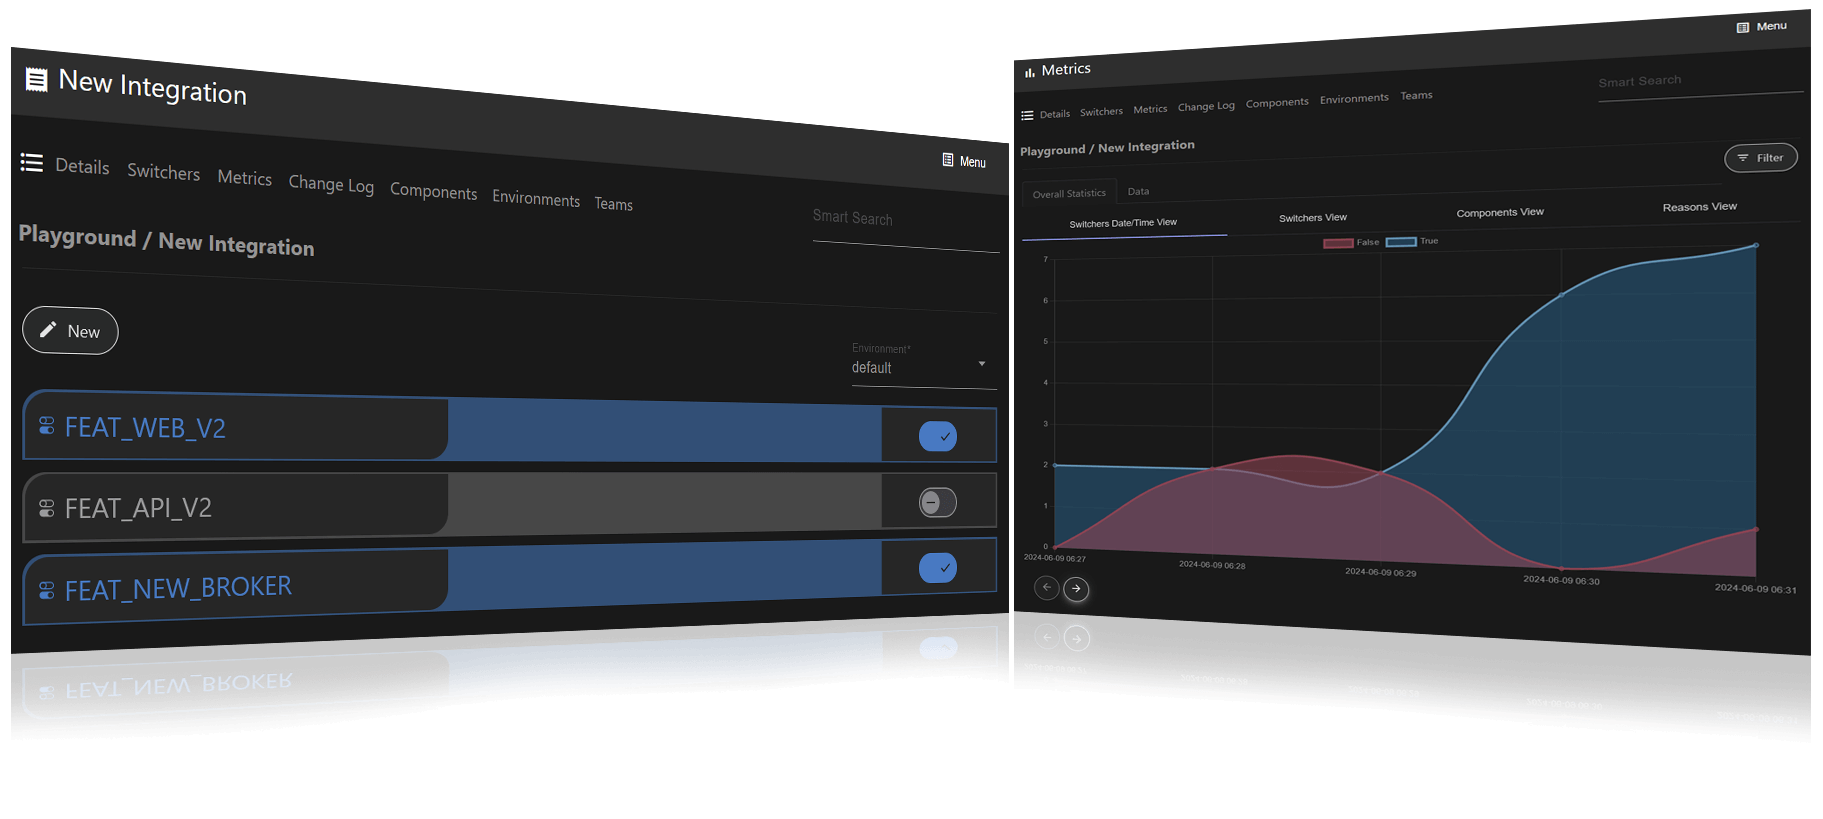 New Integration
Menu
Details Switchers Metrics Change Log Components Environments Teams
Smart Search
Playground / New Integration
New
Environment*
default
FEAT_WEB_V2
FEAT_API_V2
FEAT_NEW_BROKER
Metrics
Menu
Details Switchers Metrics Change Log Components Environments Teams
Smart Search
Playground / New Integration
Filter
Overall Statistics Data
Switchers Date/Time View Switchers View Components View Reasons View
False True
7
6
5
4
3
2
1
0
2024-06-09 06:27 2024-06-09 06:28 2024-06-09 06:29 2024-06-09 06:30 2024-06-09 06:31